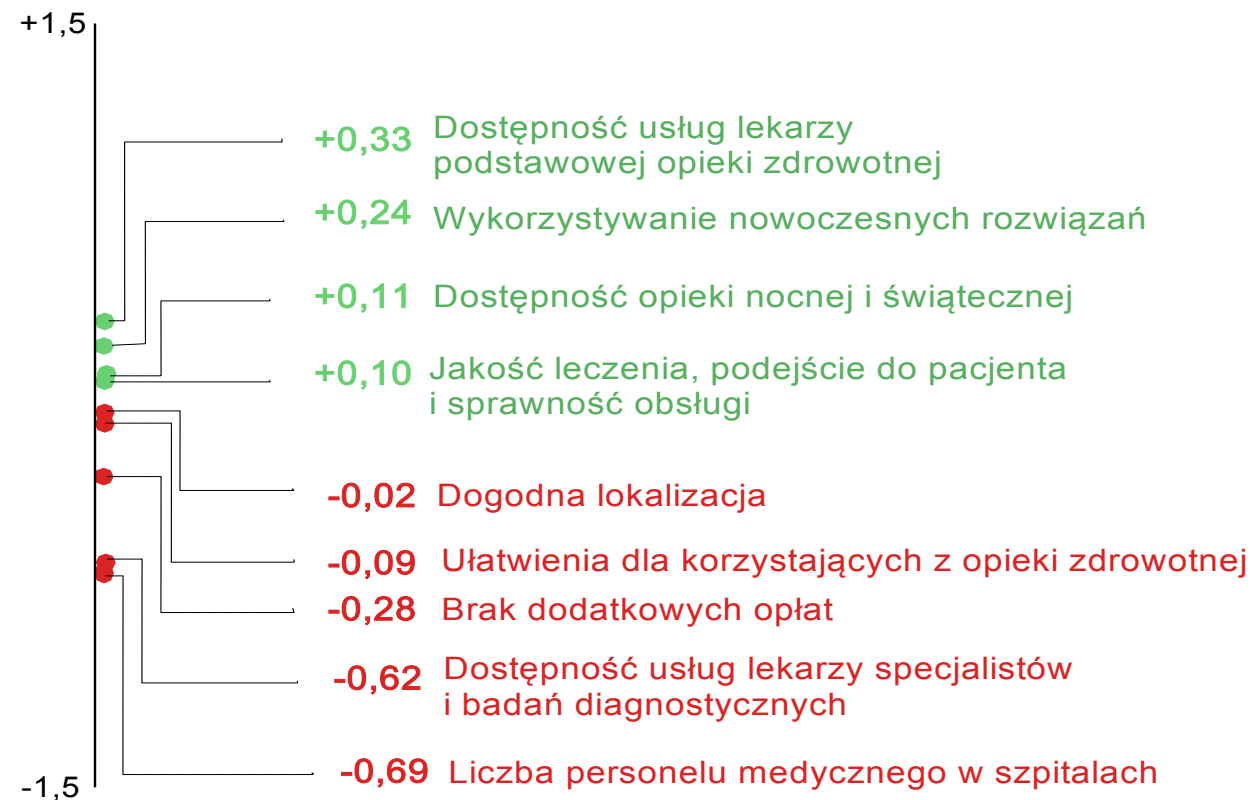 +1,5
+0,33 Dostępność usług lekarzy
podstawowej opieki zdrowotnej
+0,24 Wykorzystywanie nowoczesnych rozwiązań
+0,11 Dostępność opieki nocnej i świątecznej
+0,10 Jakość leczenia, podejście do pacjenta
i sprawność obsługi
-0,02 Dogodna lokalizacja
-0,09 Ułatwienia dla korzystających z opieki zdrowotnej
-0,28 Brak dodatkowych opłat
-0,62 Dostępność usług lekarzy specjalistów
i badań diagnostycznych
-0,69 Liczba personelu medycznego w szpitalach
-1,5